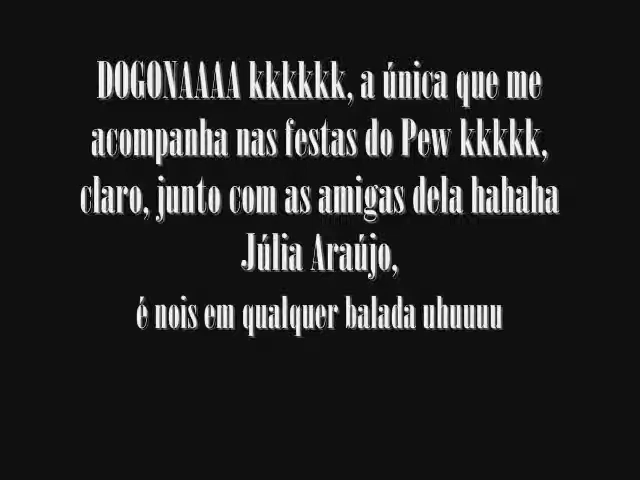 DOGONAAAA kkkkkk, a única que me
acompanha nas festas do Pew kkkkk,
claro, junto com as amigas dela hahaha
Júlia Araújo,
é nois em qualquer balada uhuuuu